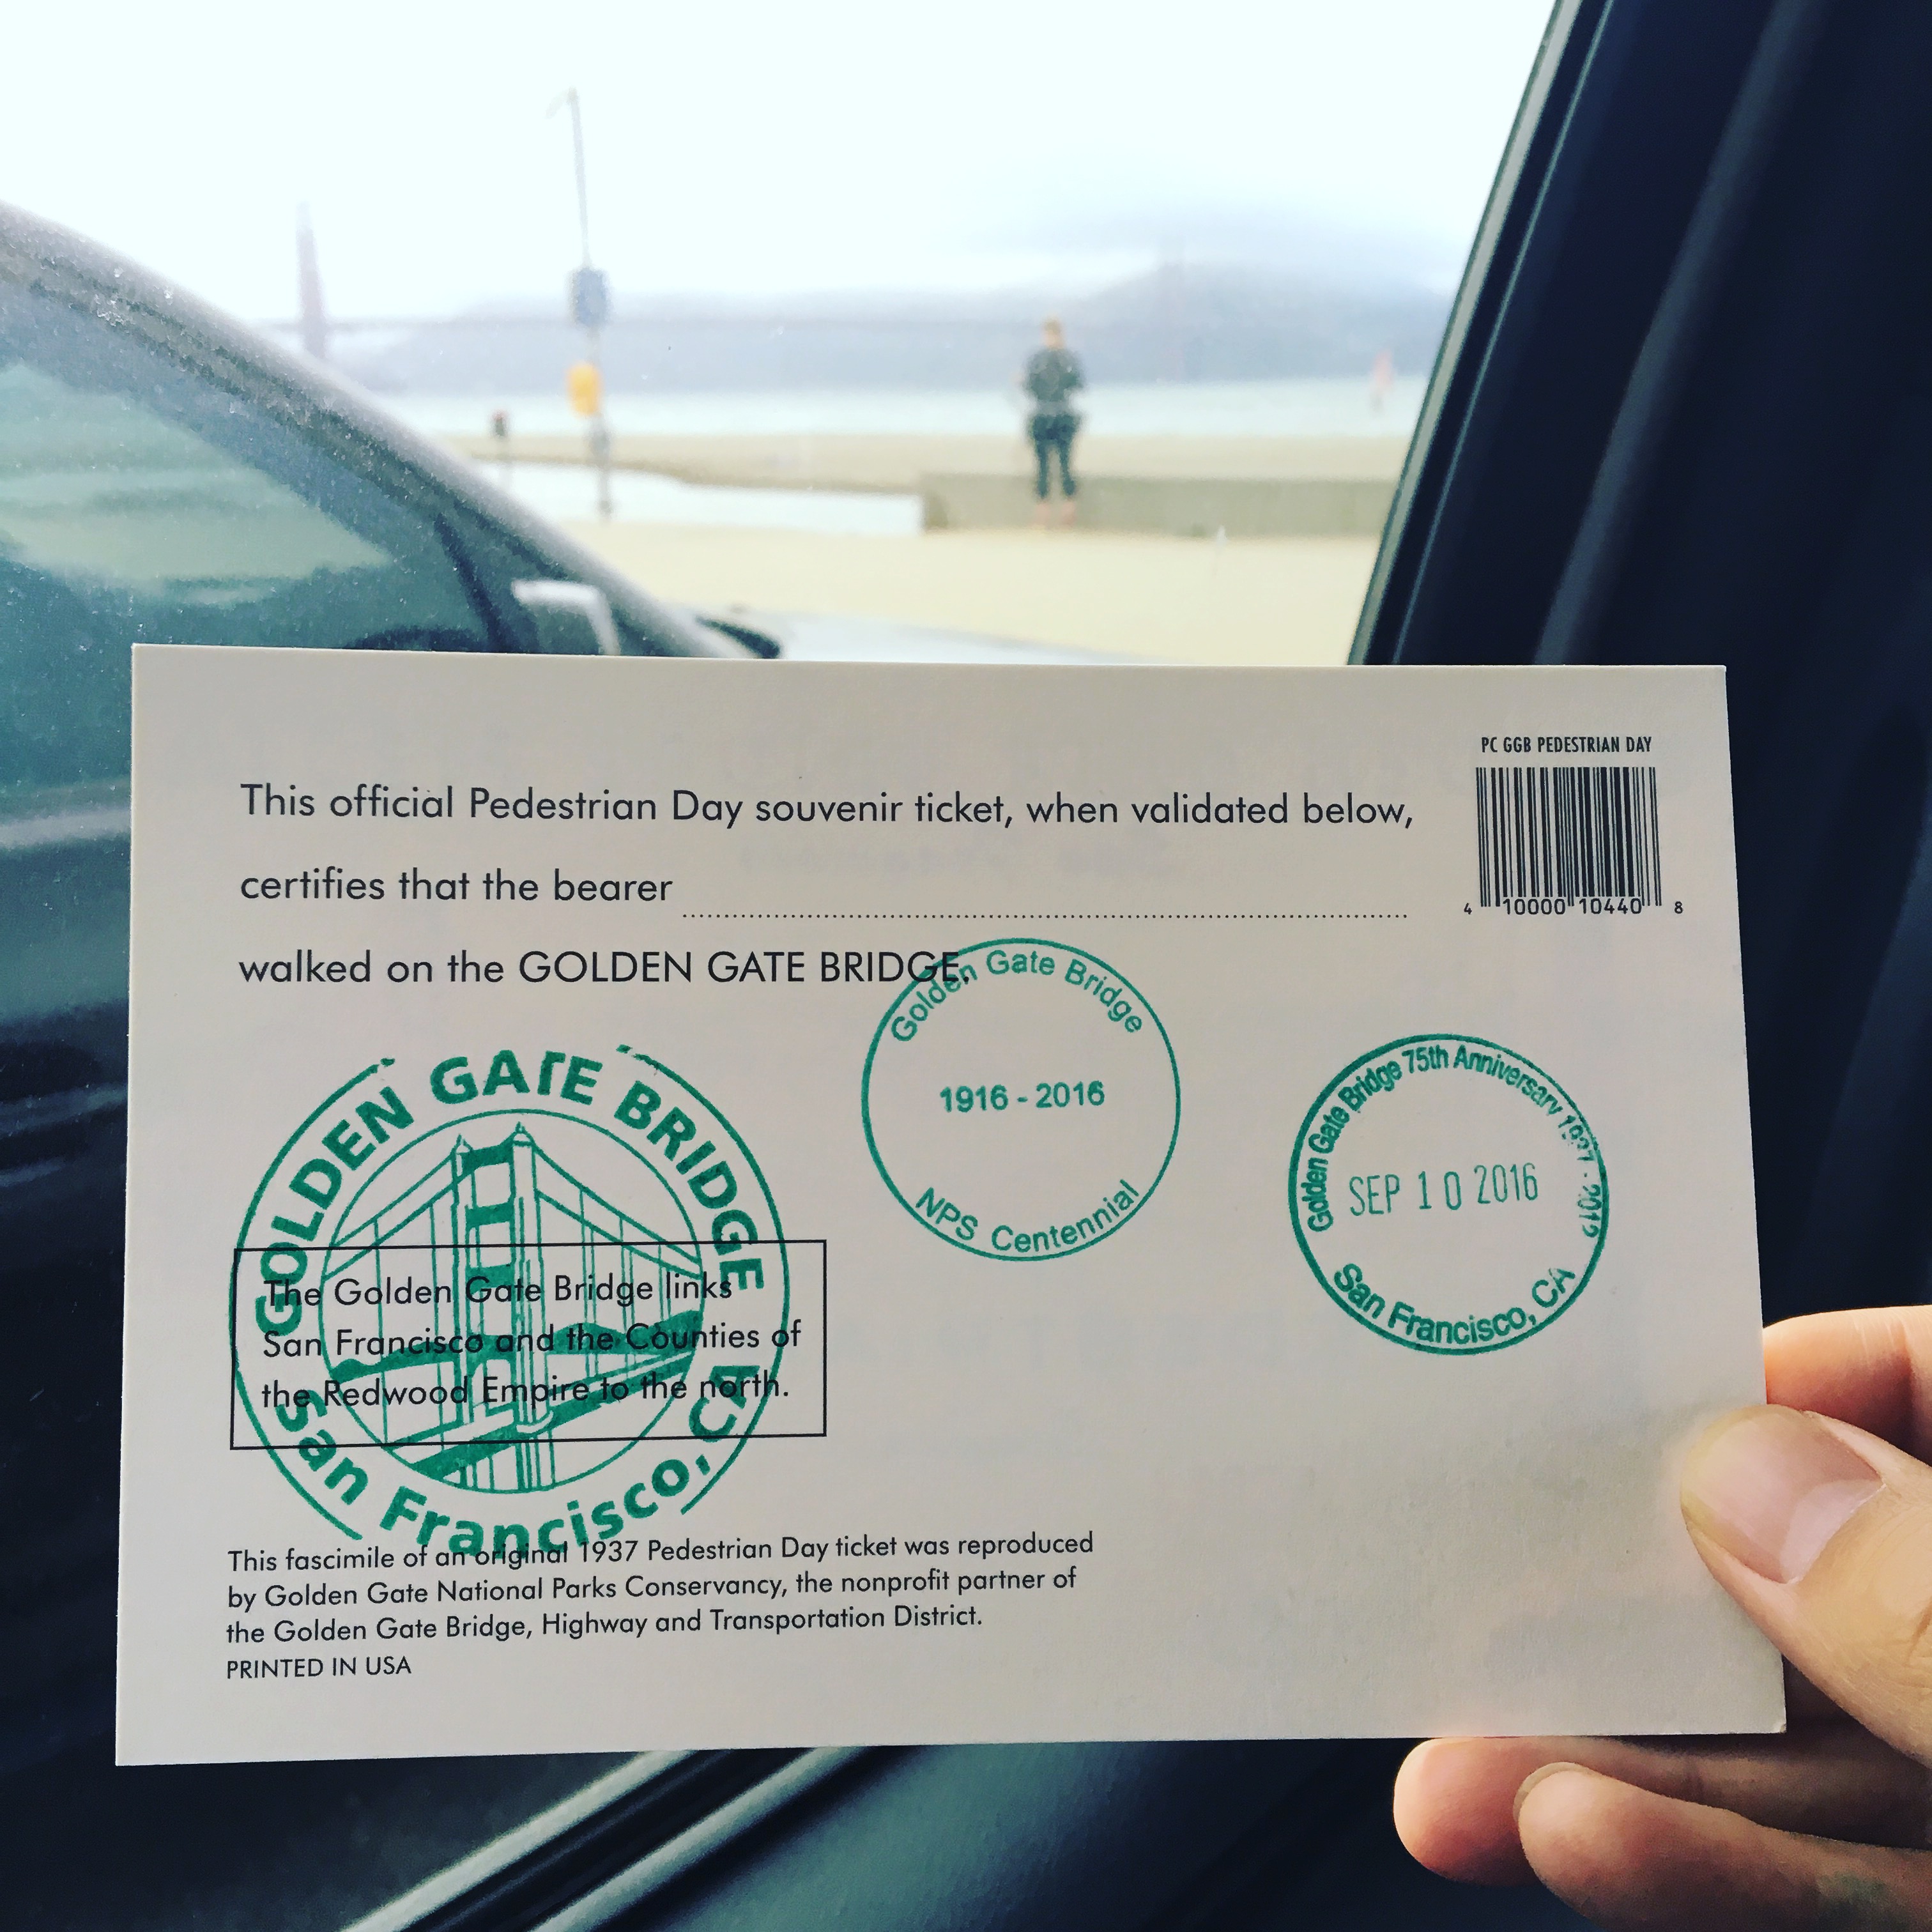 PC GGB PEDESTRIAN DAY
4 10000 10440 8
This official Pedestrian Day souvenir ticket, when validated below,
certifies that the bearer
walked on the GOLDEN GATE BRIDGE.
Golden Gate Bridge
1916 - 2016
NPS Centennial
Golden Gate Bridge 75th Anniversary 1937 - 2012
SEP 10 2016
San Francisco, CA
GOLDEN GATE BRIDGE
San Francisco, CA
The Golden Gate Bridge links
San Francisco and the Counties of
the Redwood Empire to the north.
This fascimile of an original 1937 Pedestrian Day ticket was reproduced
by Golden Gate National Parks Conservancy, the nonprofit partner of
the Golden Gate Bridge, Highway and Transportation District.
PRINTED IN USA